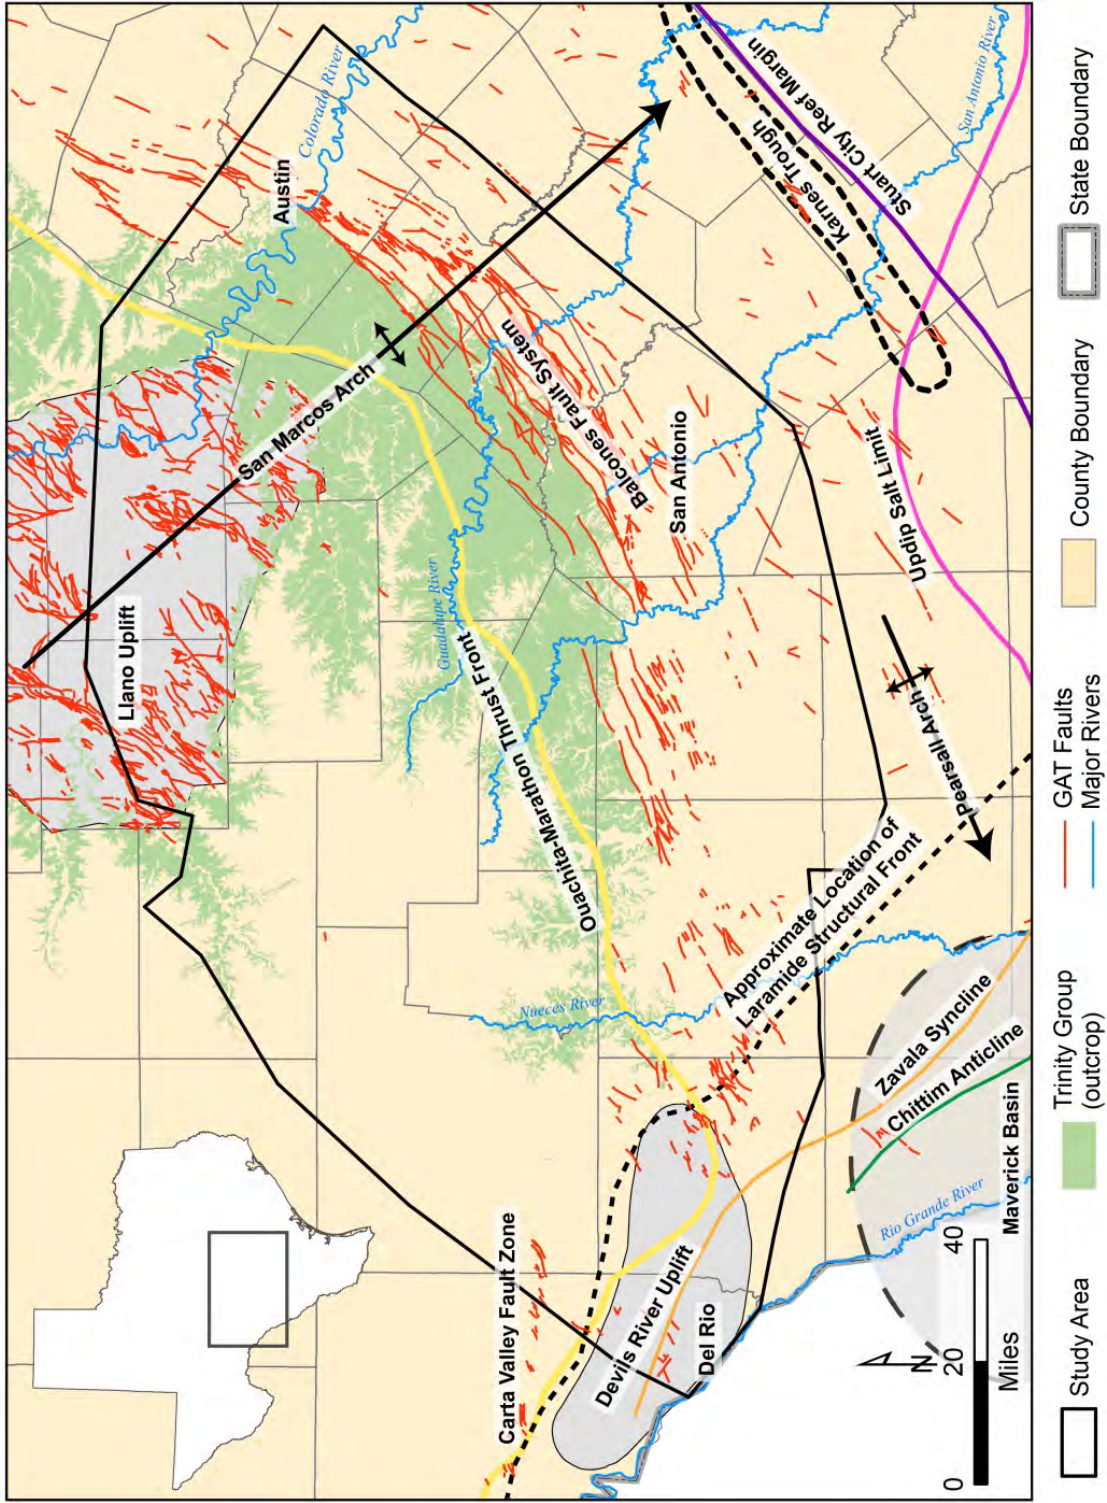 Colorado River
Austin
San Marcos Arch
Llano Uplift
Guadalupe River
Ouachita-Marathon Thrust Front
Balcones Fault System
San Antonio
Karnes Trough
Stuart City Reef Margin
San Antonio River
Updip Salt Limit
Pearsall Arch
Approximate Location of
Laramide Structural Front
Nueces River
Carta Valley Fault Zone
Devils River Uplift
Del Rio
Zavala Syncline
Chittim Anticline
Maverick Basin
Rio Grande River
N
0 20 40
Miles
Study Area
Trinity Group
(outcrop)
GAT Faults
Major Rivers
County Boundary
State Boundary